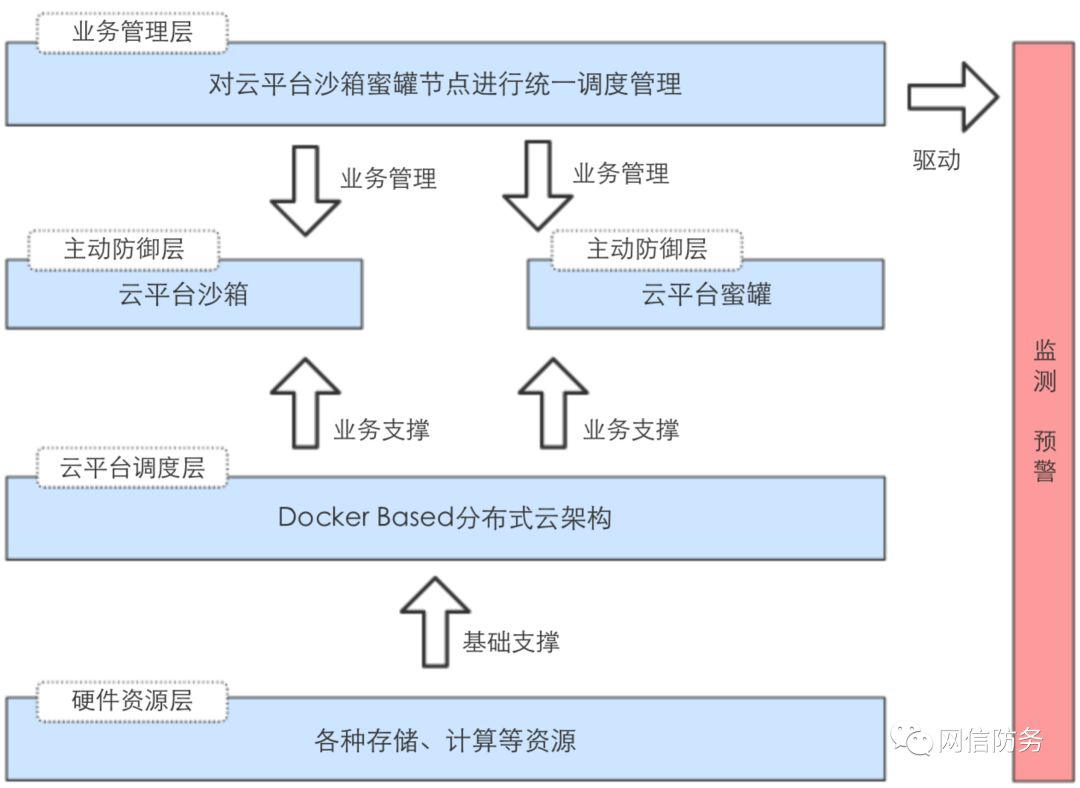 业务管理层
对云平台沙箱蜜罐节点进行统一调度管理
驱动
业务管理
业务管理
主动防御层
云平台沙箱
主动防御层
云平台蜜罐
业务支撑
业务支撑
云平台调度层
Docker Based分布式云架构
基础支撑
硬件资源层
各种存储、计算等资源
监测 预警
网信防务